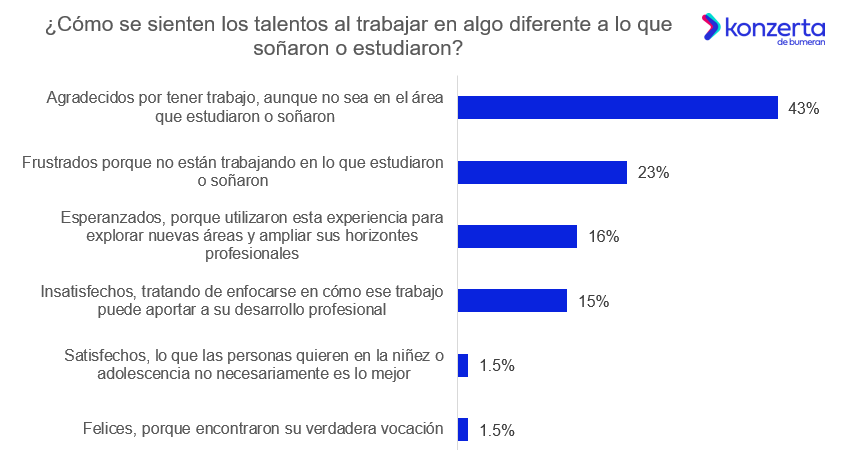 ¿Cómo se sienten los talentos al trabajar en algo diferente a lo que
soñaron o estudiaron?
konzerta
de bumeran
Agradecidos por tener trabajo, aunque no sea en el área
que estudiaron o soñaron
43%
Frustrados porque no están trabajando en lo que estudiaron
o soñaron
23%
Esperanzados, porque utilizaron esta experiencia para
explorar nuevas áreas y ampliar sus horizontes
profesionales
16%
Insatisfechos, tratando de enfocarse en cómo ese trabajo
puede aportar a su desarrollo profesional
15%
Satisfechos, lo que las personas quieren en la niñez o
adolescencia no necesariamente es lo mejor
1.5%
Felices, porque encontraron su verdadera vocación
1.5%